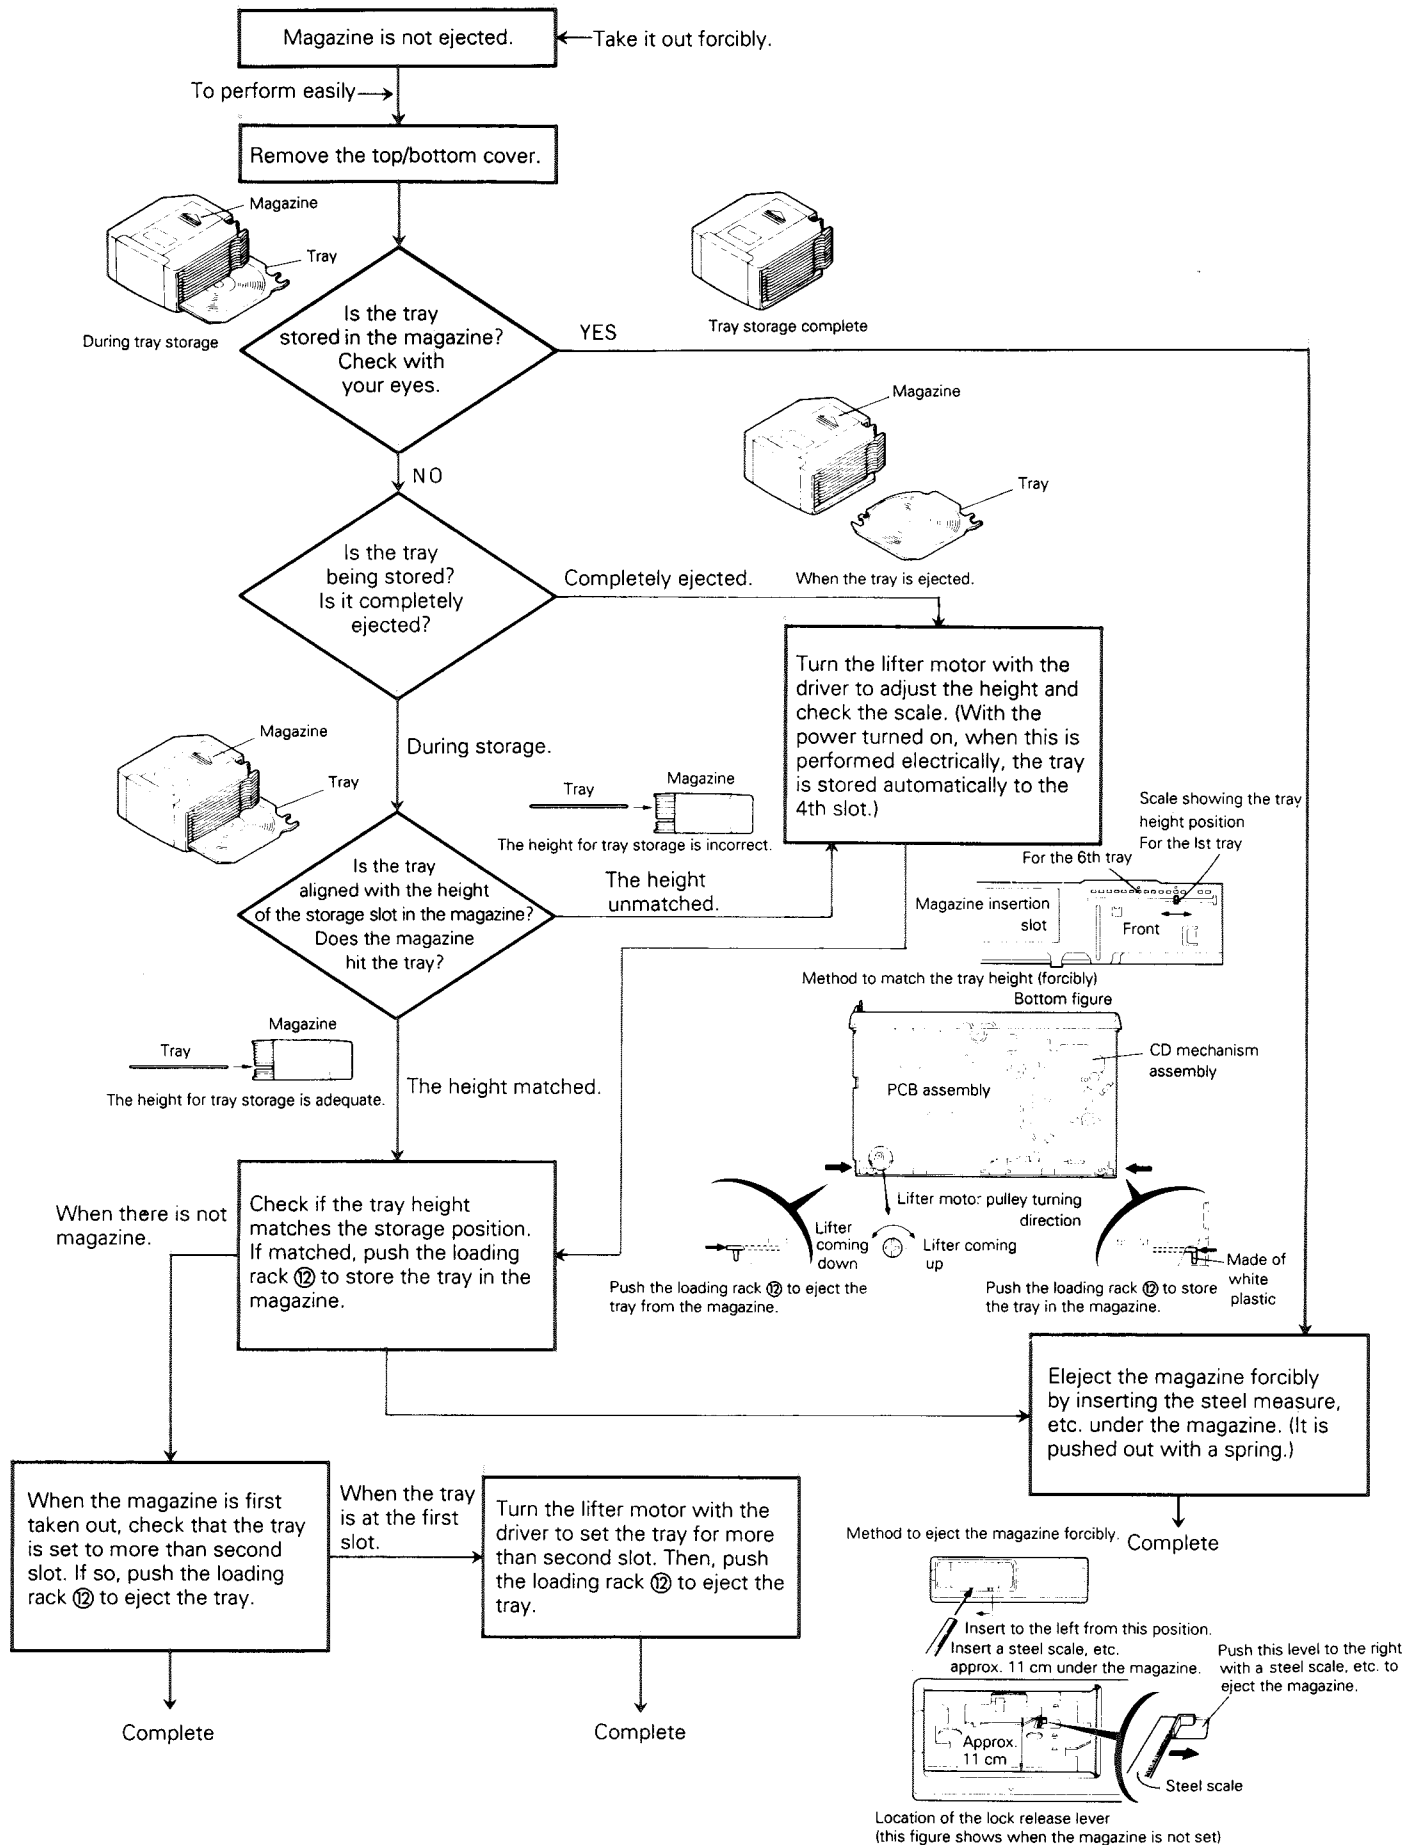 Magazine is not ejected.
Take it out forcibly.
To perform easily
Remove the top/bottom cover.
Magazine
Tray
During tray storage
Is the tray
stored in the magazine?
Check with
your eyes.
YES
Tray storage complete
NO
Magazine
Tray
When the tray is ejected.
Is the tray
being stored?
Is it completely
ejected?
Completely ejected.
Turn the lifter motor with the
driver to adjust the height and
check the scale. (With the
power turned on, when this is
performed electrically, the tray
is stored automatically to the
4th slot.)
During storage.
Magazine
Tray
Tray
Magazine
The height for tray storage is incorrect.
Is the tray
aligned with the height
of the storage slot in the magazine?
Does the magazine
hit the tray?
The height
unmatched.
Scale showing the tray
height position
For the Ist tray
For the 6th tray
Magazine insertion
slot
Front
Method to match the tray height (forcibly)
Bottom figure
CD mechanism
assembly
PCB assembly
Tray
Magazine
The height for tray storage is adequate.
The height matched.
Lifter motor pulley turning
direction
Lifter
coming
down
Lifter coming
up
Made of
white
plastic
Push the loading rack ⑫ to eject the
tray from the magazine.
Push the loading rack ⑫ to store
the tray in the magazine.
Check if the tray height
matches the storage position.
If matched, push the loading
rack ⑫ to store the tray in the
magazine.
When there is not
magazine.
Eleject the magazine forcibly
by inserting the steel measure,
etc. under the magazine. (It is
pushed out with a spring.)
Complete
When the magazine is first
taken out, check that the tray
is set to more than second
slot. If so, push the loading
rack ⑫ to eject the tray.
When the tray
is at the first
slot.
Turn the lifter motor with the
driver to set the tray for more
than second slot. Then, push
the loading rack ⑫ to eject the
tray.
Complete
Complete
Method to eject the magazine forcibly.
Insert to the left from this position.
Insert a steel scale, etc.
approx. 11 cm under the magazine.
Push this level to the right
with a steel scale, etc. to
eject the magazine.
Approx.
11 cm
Steel scale
Location of the lock release lever
(this figure shows when the magazine is not set)